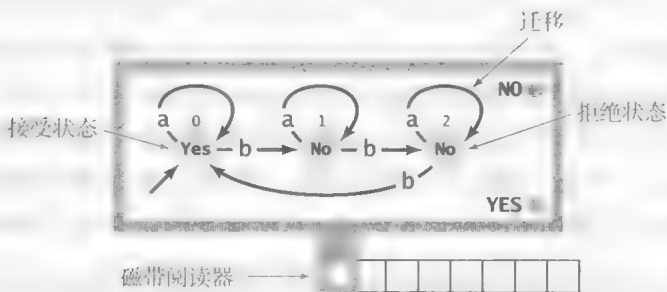 迁移
NO
a 0 a 1 a 2
接受状态 拒绝状态
Yes b No b No
b
YES
磁带阅读器